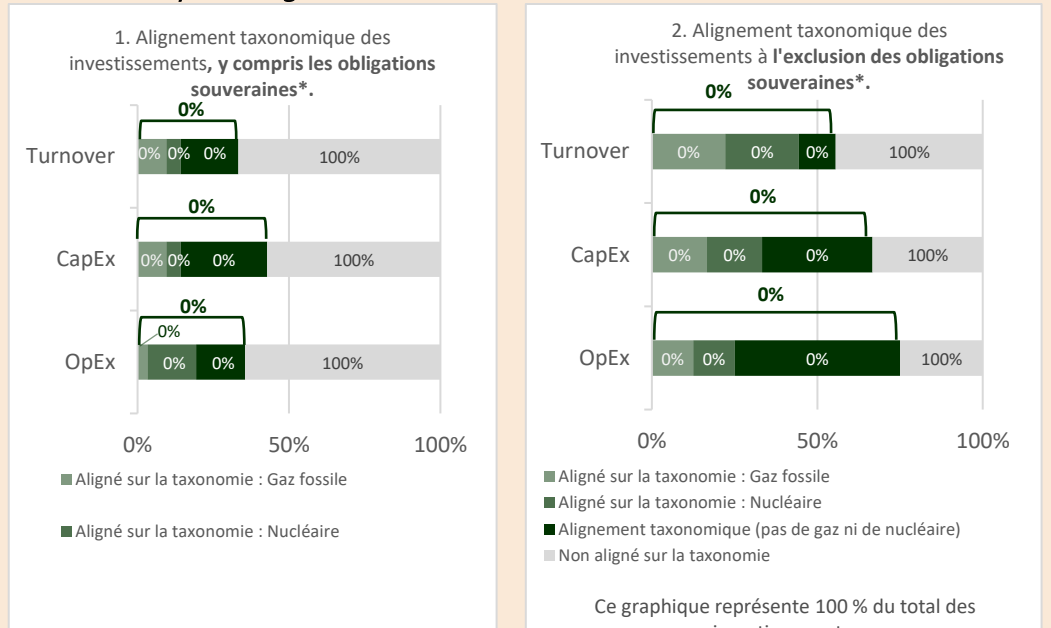 1. Alignement taxonomique des
investissements, y compris les obligations
souveraines*.
0%
Turnover
0% 0% 0% 100%
0%
CapEx
0% 0% 0% 100%
0%
0%
OpEx
0% 0% 100%
0% 50% 100%
Aligné sur la taxonomie : Gaz fossile
Aligné sur la taxonomie : Nucléaire
2. Alignement taxonomique des
investissements à l'exclusion des obligations
souveraines*.
0%
Turnover
0% 0% 0% 100%
0%
CapEx
0% 0% 0% 100%
0%
OpEx
0% 0% 0% 100%
0% 50% 100%
Aligné sur la taxonomie : Gaz fossile
Aligné sur la taxonomie : Nucléaire
Alignement taxonomique (pas de gaz ni de nucléaire)
Non aligné sur la taxonomie
Ce graphique représente 100 % du total des